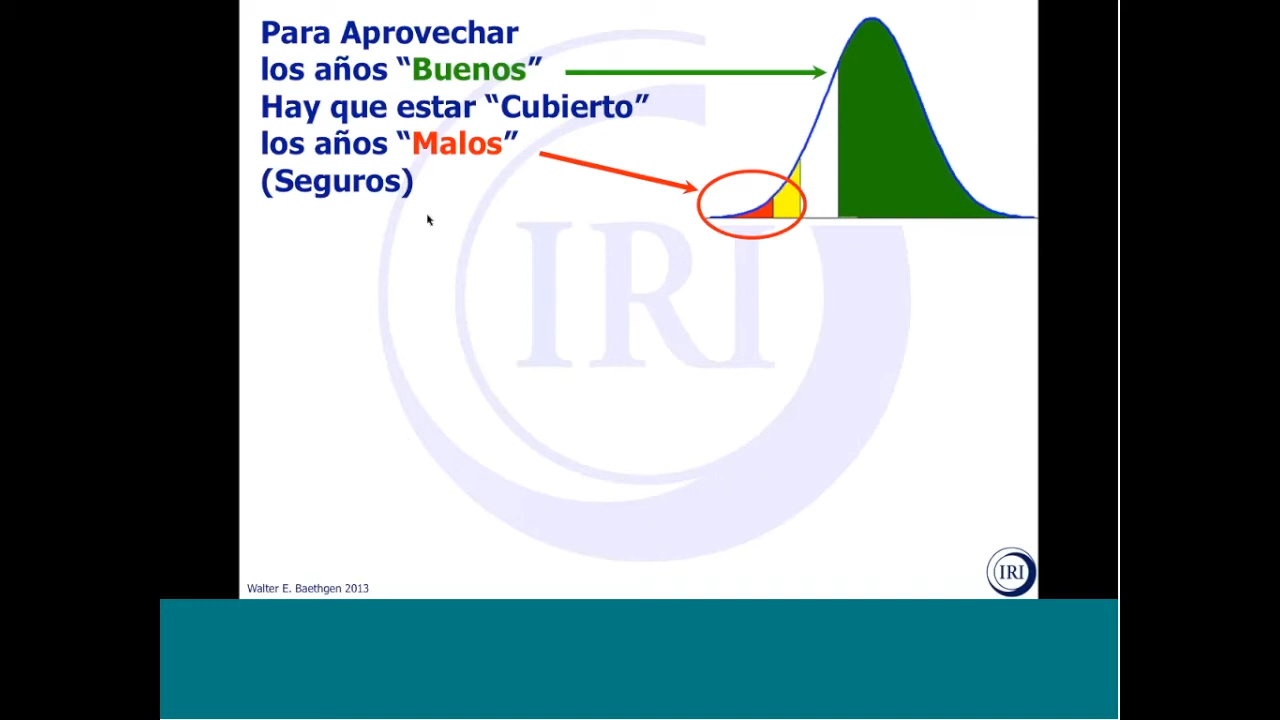 Para Aprovechar
los años “Buenos”
Hay que estar “Cubierto”
los años “Malos”
(Seguros)
IRI
IRI
Walter E. Baethgen 2013